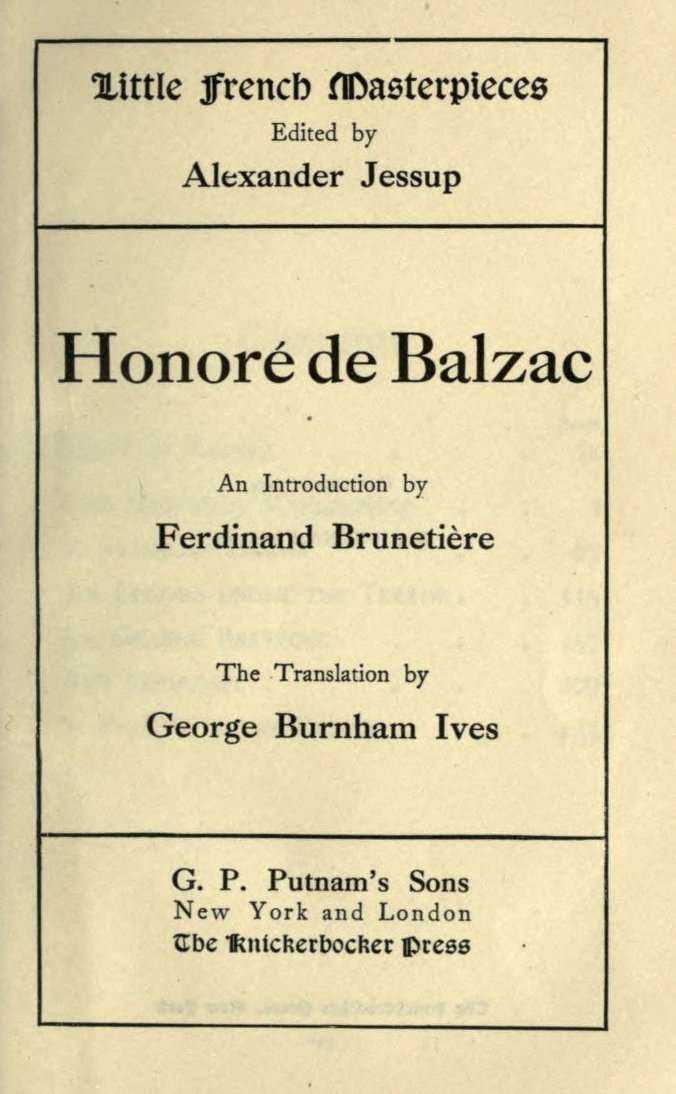 Little French Masterpieces
Edited by
Alexander Jessup
Honoré de Balzac
An Introduction by
Ferdinand Brunetière
The Translation by
George Burnham Ives
G. P. Putnam's Sons
New York and London
The Knickerbocker Press